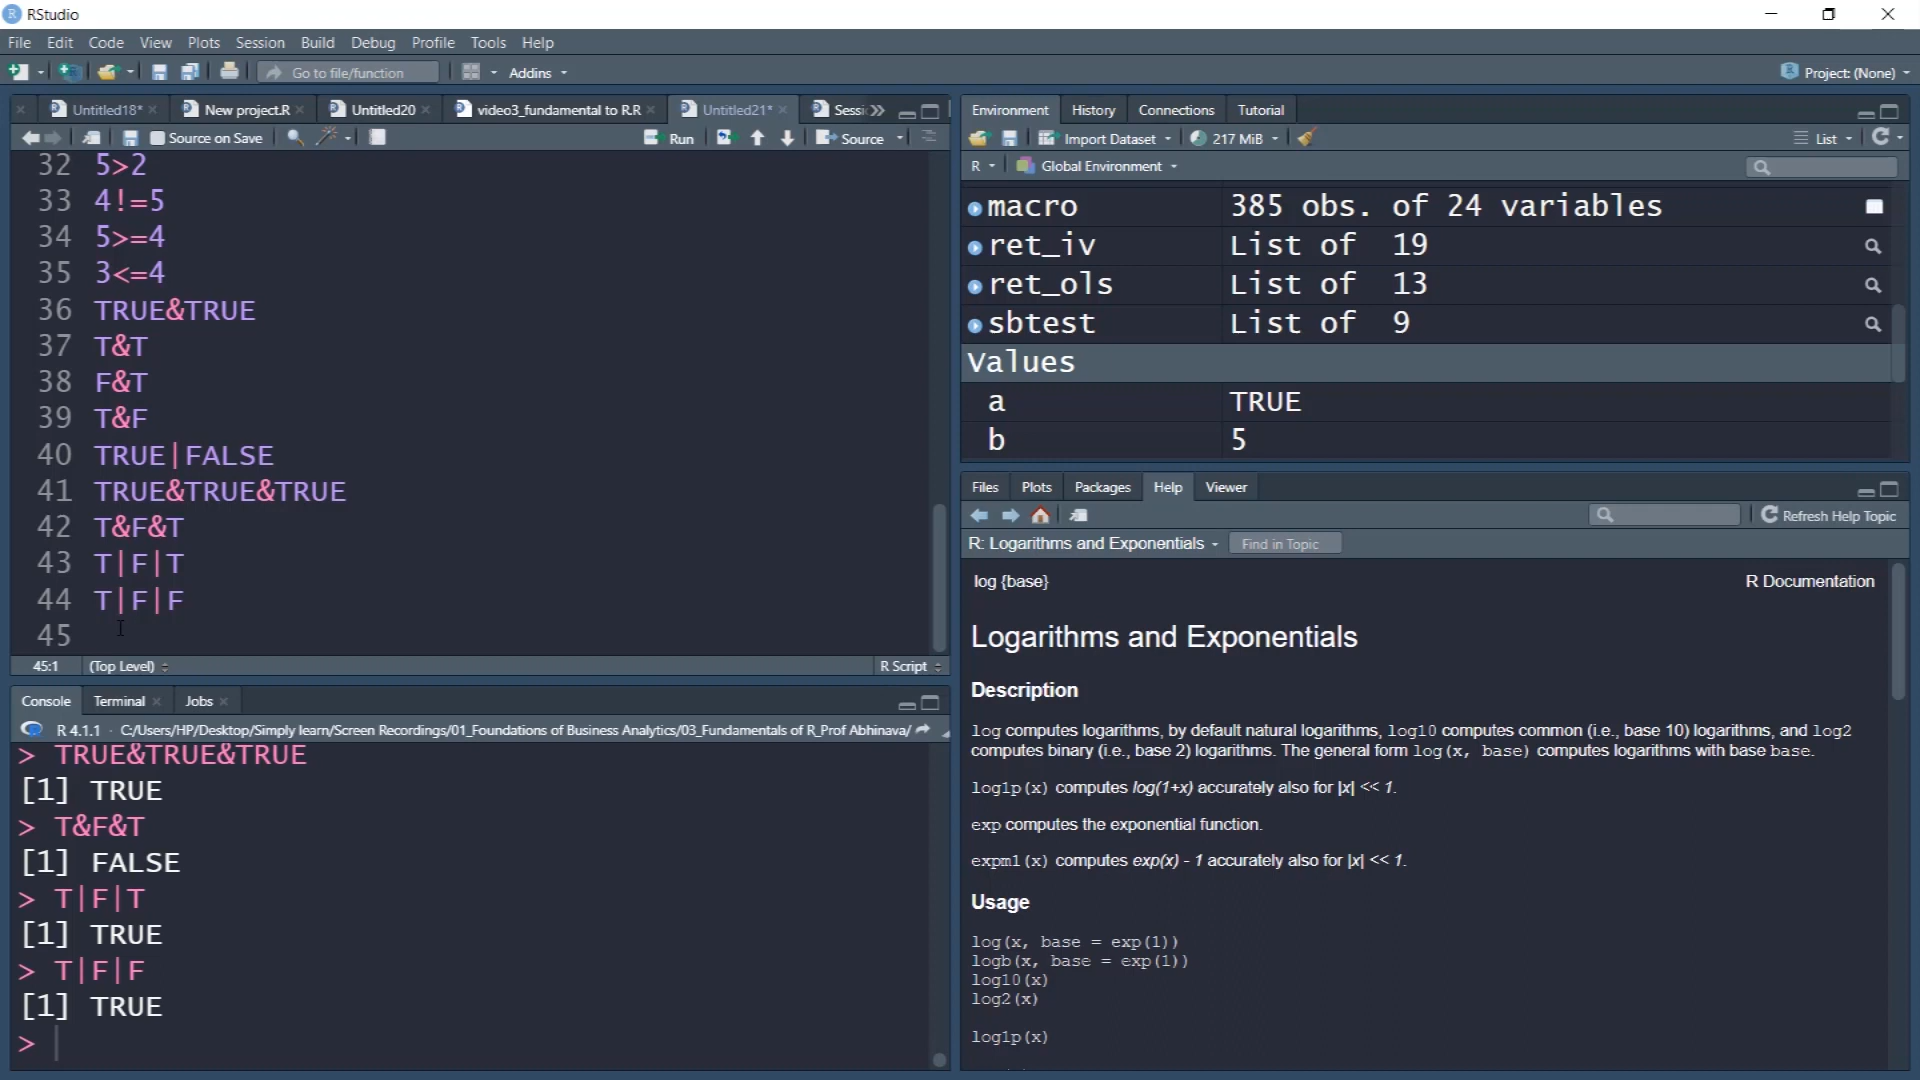 RStudio
File Edit Code View Plots Session Build Debug Profile Tools Help
Go to file/function Addins Project: (None)
Untitled18* New project.R Untitled20 video3_fundamental to R.R Untitled21* Sessi
Source on Save Run Source
32 5>2
33 4!=5
34 5>=4
35 3<=4
36 TRUE&TRUE
37 T&T
38 F&T
39 T&F
40 TRUE|FALSE
41 TRUE&TRUE&TRUE
42 T&F&T
43 T|F|T
44 T|F|F
45
45:1 (Top Level) R Script
Console Terminal Jobs
R 4.1.1 · C:/Users/HP/Desktop/Simply learn/Screen Recordings/01_Foundations of Business Analytics/03_Fundamentals of R_Prof Abhinava/
> TRUE&TRUE&TRUE
[1] TRUE
> T&F&T
[1] FALSE
> T|F|T
[1] TRUE
> T|F|F
[1] TRUE
>
Environment History Connections Tutorial
Import Dataset 217 MiB List
R Global Environment
macro 385 obs. of 24 variables
ret_iv List of 19
ret_ols List of 13
sbtest List of 9
Values
a TRUE
b 5
Files Plots Packages Help Viewer
Refresh Help Topic
R: Logarithms and Exponentials Find in Topic
log {base} R Documentation
Logarithms and Exponentials
Description
log computes logarithms, by default natural logarithms, log10 computes common (i.e., base 10) logarithms, and log2
computes binary (i.e., base 2) logarithms. The general form log(x, base) computes logarithms with base base.
log1p(x) computes log(1+x) accurately also for |x| << 1.
exp computes the exponential function.
expm1(x) computes exp(x) - 1 accurately also for |x| << 1.
Usage
log(x, base = exp(1))
logb(x, base = exp(1))
log10(x)
log2(x)
log1p(x)